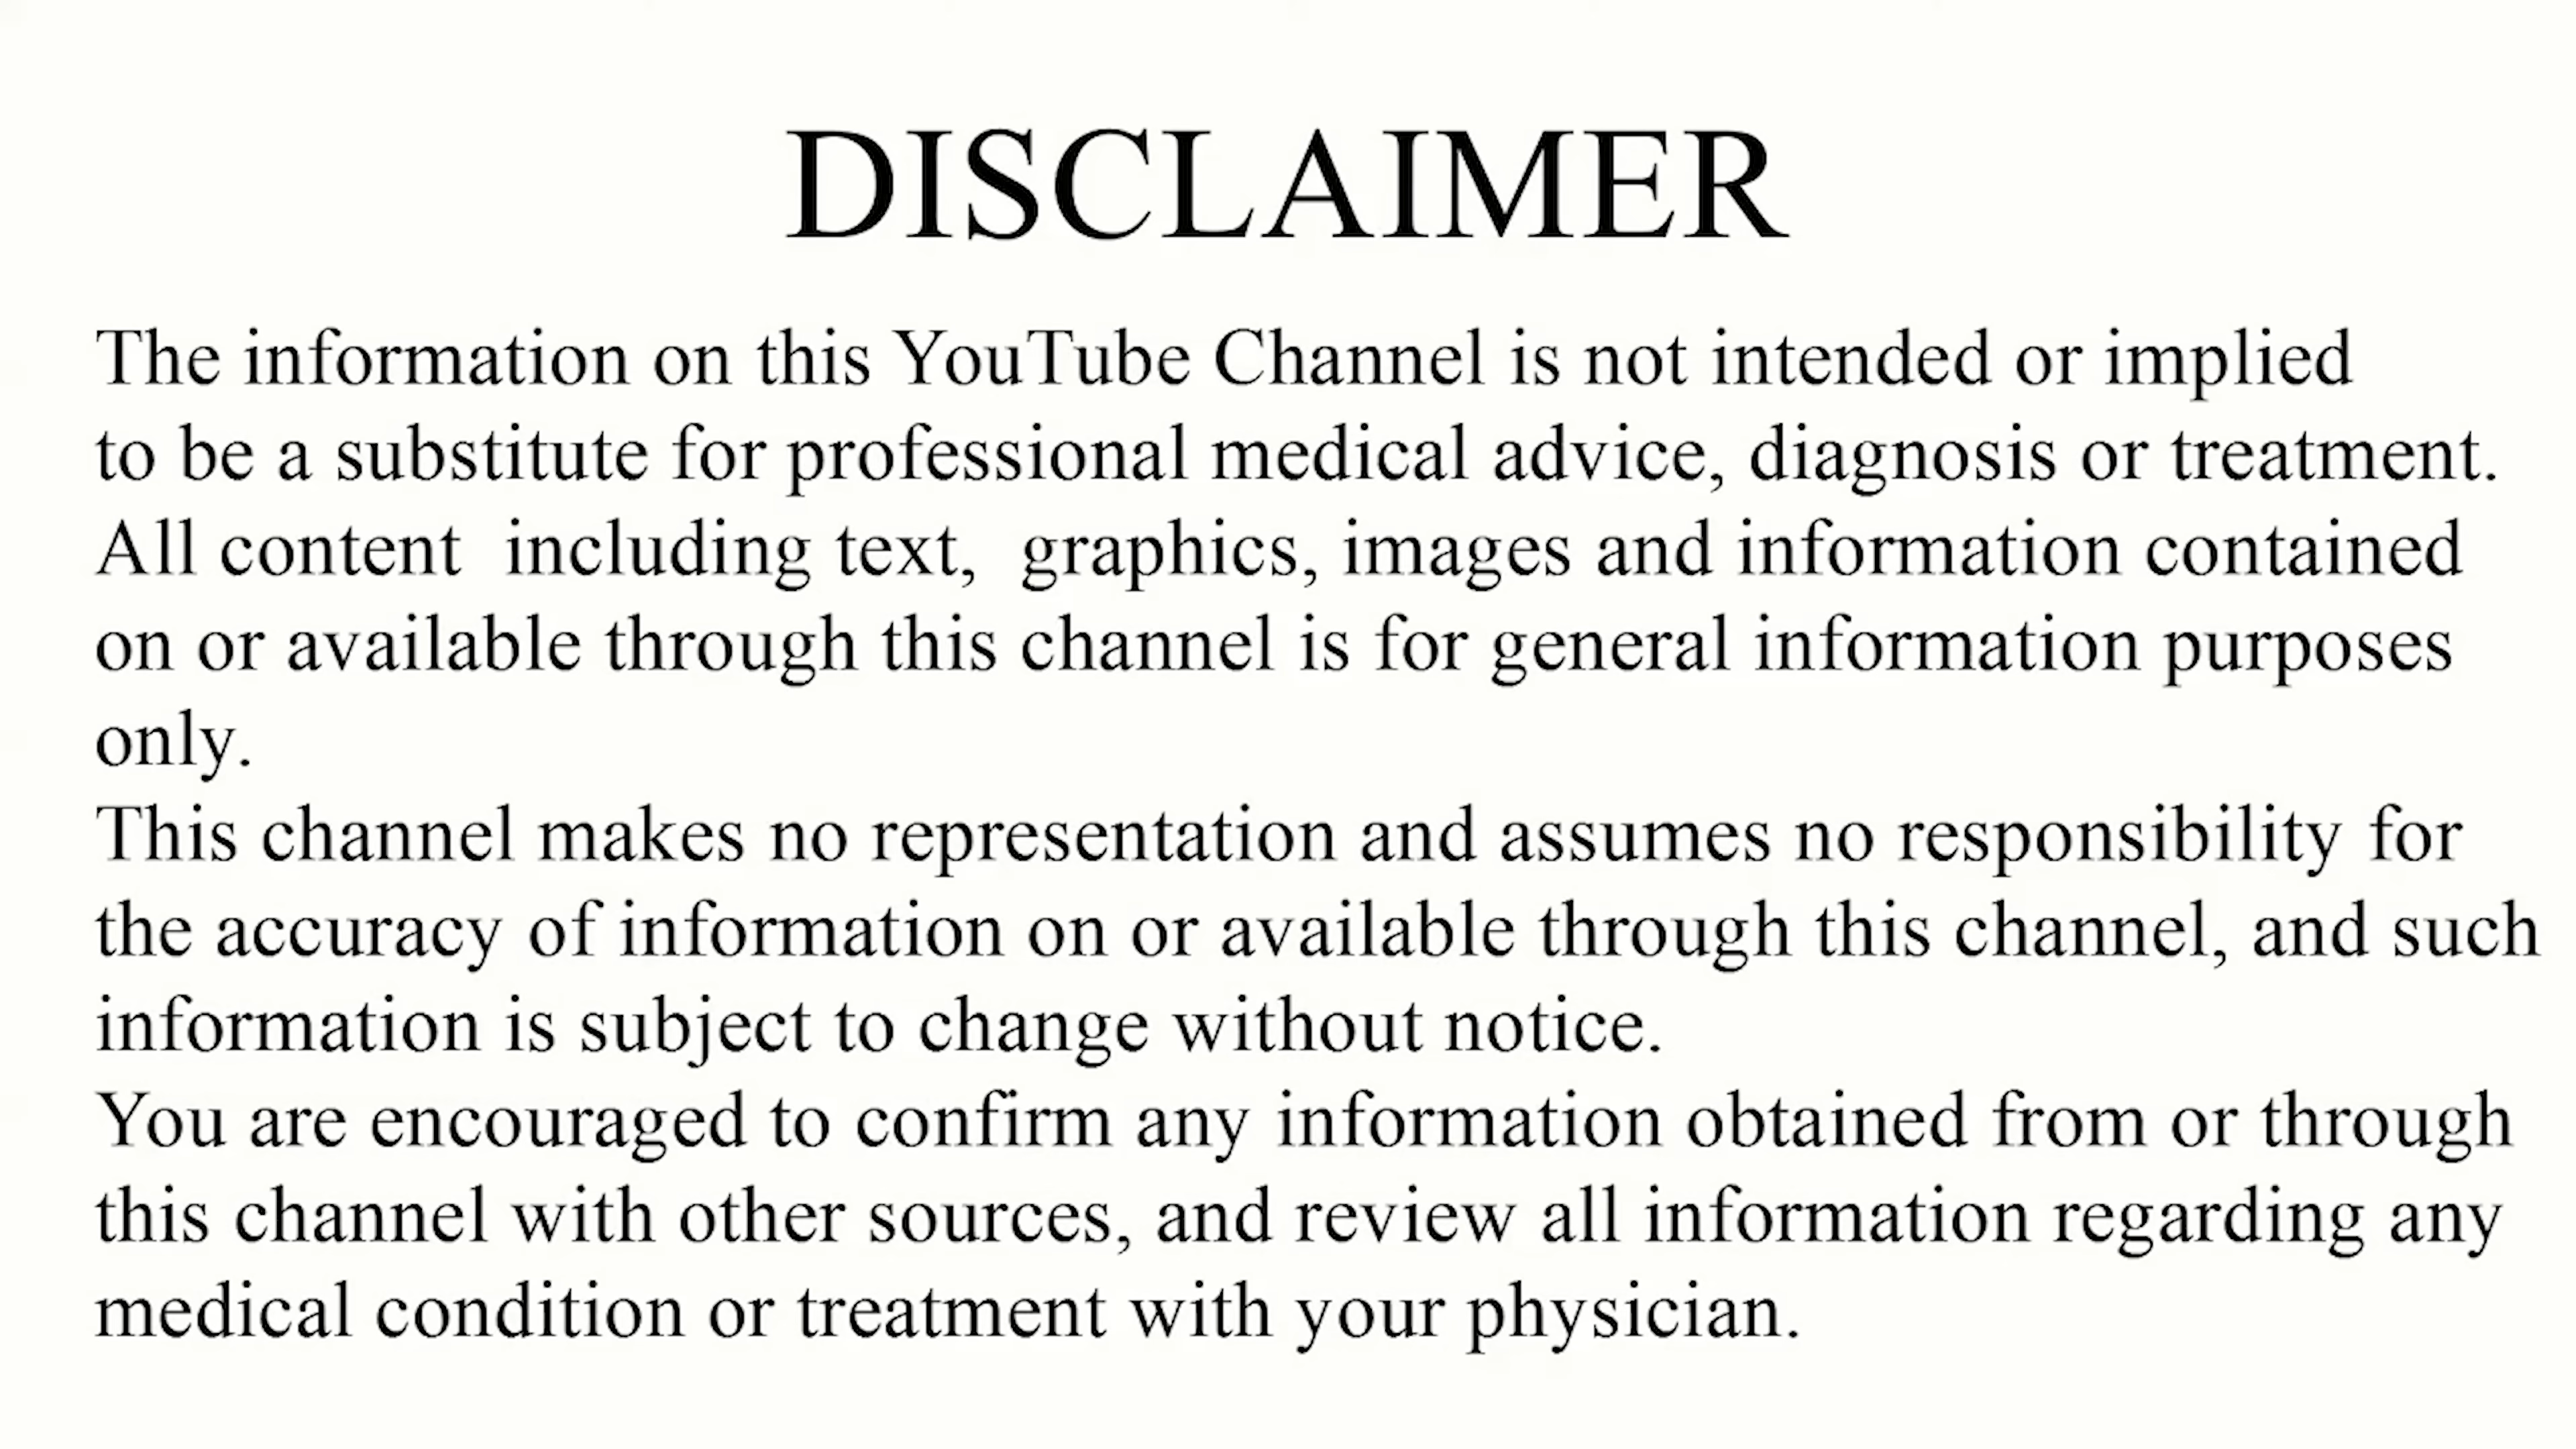 DISCLAIMER
The information on this YouTube Channel is not intended or implied
to be a substitute for professional medical advice, diagnosis or treatment.
All content  including text,  graphics, images and information contained
on or available through this channel is for general information purposes
only.
This channel makes no representation and assumes no responsibility for
the accuracy of information on or available through this channel, and such
information is subject to change without notice.
You are encouraged to confirm any information obtained from or through
this channel with other sources, and review all information regarding any
medical condition or treatment with your physician.